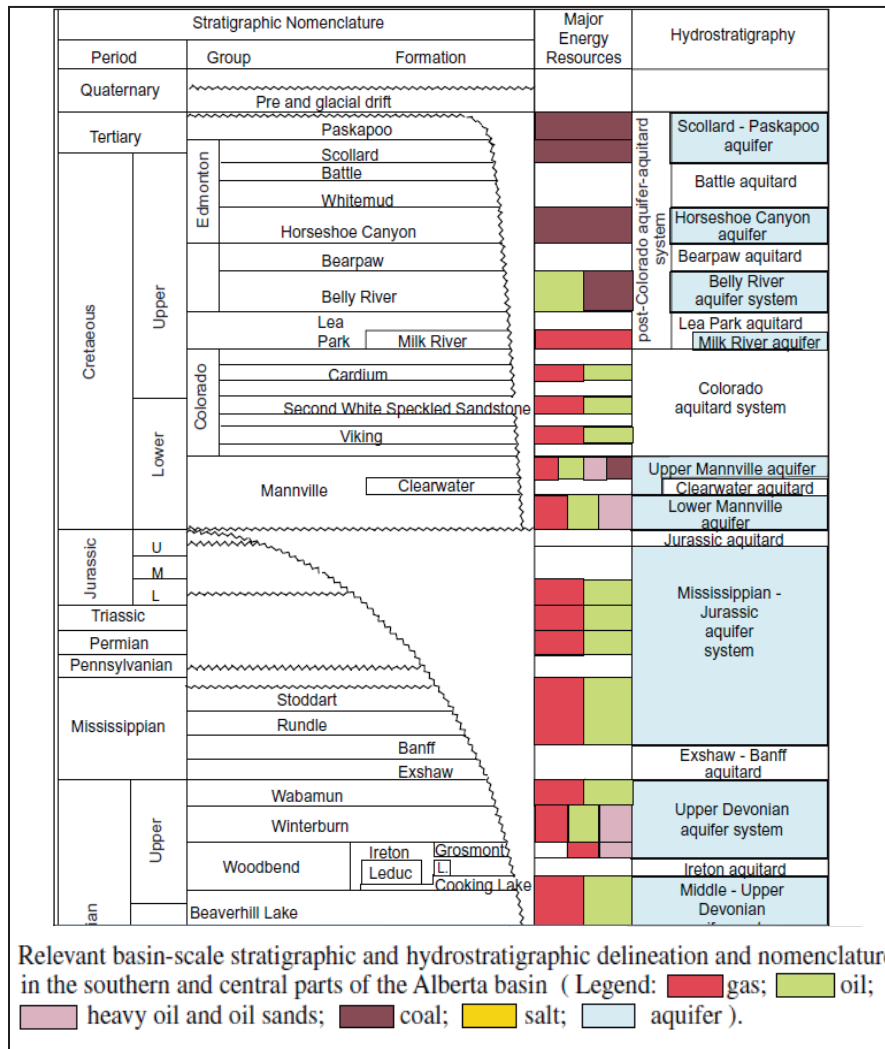 Stratigraphic Nomenclature
Major
Energy
Resources
Hydrostratigraphy
Period
Group
Formation
Quaternary
Pre and glacial drift
Tertiary
Paskapoo
Scollard - Paskapoo
aquifer
Scollard
Battle
Battle aquitard
Edmonton
Whitemud
Horseshoe Canyon
Horseshoe Canyon
aquifer
post-Colorado aquifer-aquitard
system
Bearpaw
Bearpaw aquitard
Cretaeous
Upper
Belly River
Belly River
aquifer system
Lea
Park
Milk River
Lea Park aquitard
Milk River aquifer
Colorado
Cardium
Colorado
aquitard system
Second White Speckled Sandstone
Viking
Lower
Mannville
Clearwater
Upper Mannville aquifer
Clearwater aquitard
Lower Mannville
aquifer
Jurassic
U
Jurassic aquitard
M
L
Triassic
Mississippian -
Jurassic
aquifer
system
Permian
Pennsylvanian
Mississippian
Stoddart
Rundle
Banff
Exshaw
Exshaw - Banff
aquitard
Wabamun
Upper
Winterburn
Upper Devonian
aquifer system
Woodbend
Ireton
Leduc
Grosmont
L.
Cooking Lake
Ireton aquitard
ian
Beaverhill Lake
Middle - Upper
Devonian
Relevant basin-scale stratigraphic and hydrostratigraphic delineation and nomenclature
in the southern and central parts of the Alberta basin ( Legend: gas; oil;
heavy oil and oil sands; coal; salt; aquifer ).